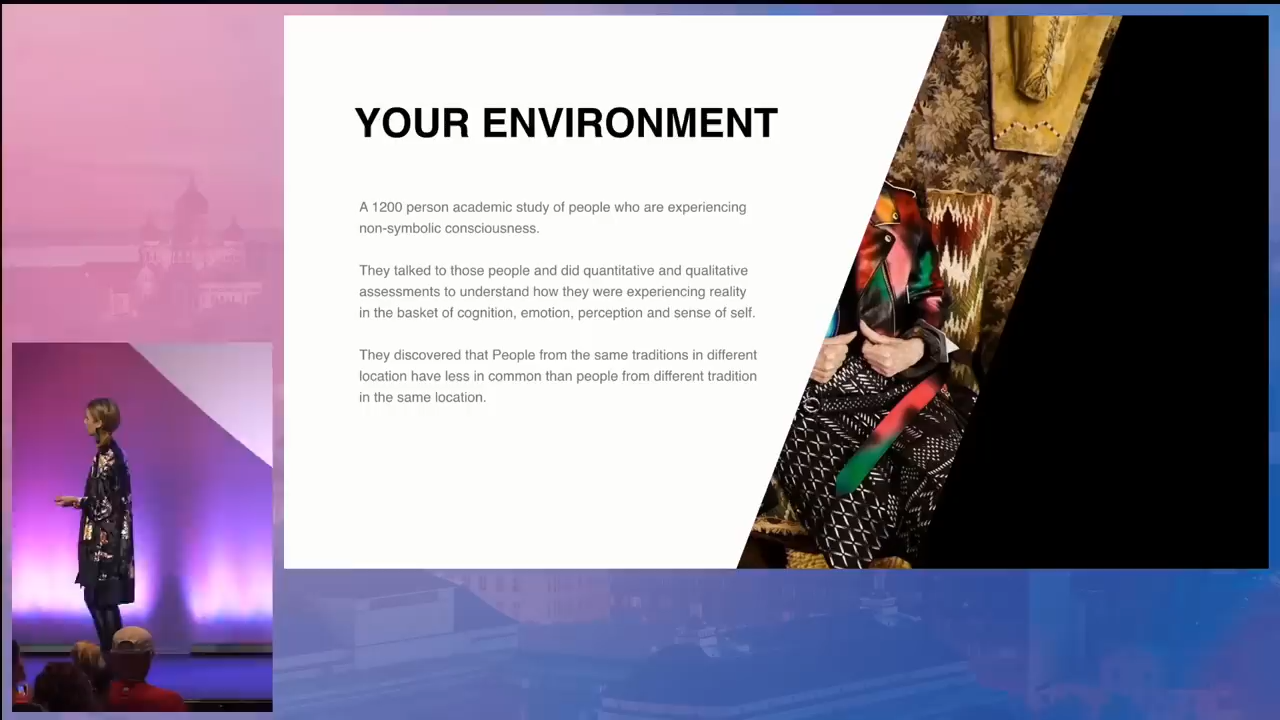 YOUR ENVIRONMENT
A 1200 person academic study of people who are experiencing
non-symbolic consciousness.
They talked to those people and did quantitative and qualitative
assessments to understand how they were experiencing reality
in the basket of cognition, emotion, perception and sense of self.
They discovered that People from the same traditions in different
location have less in common than people from different tradition
in the same location.